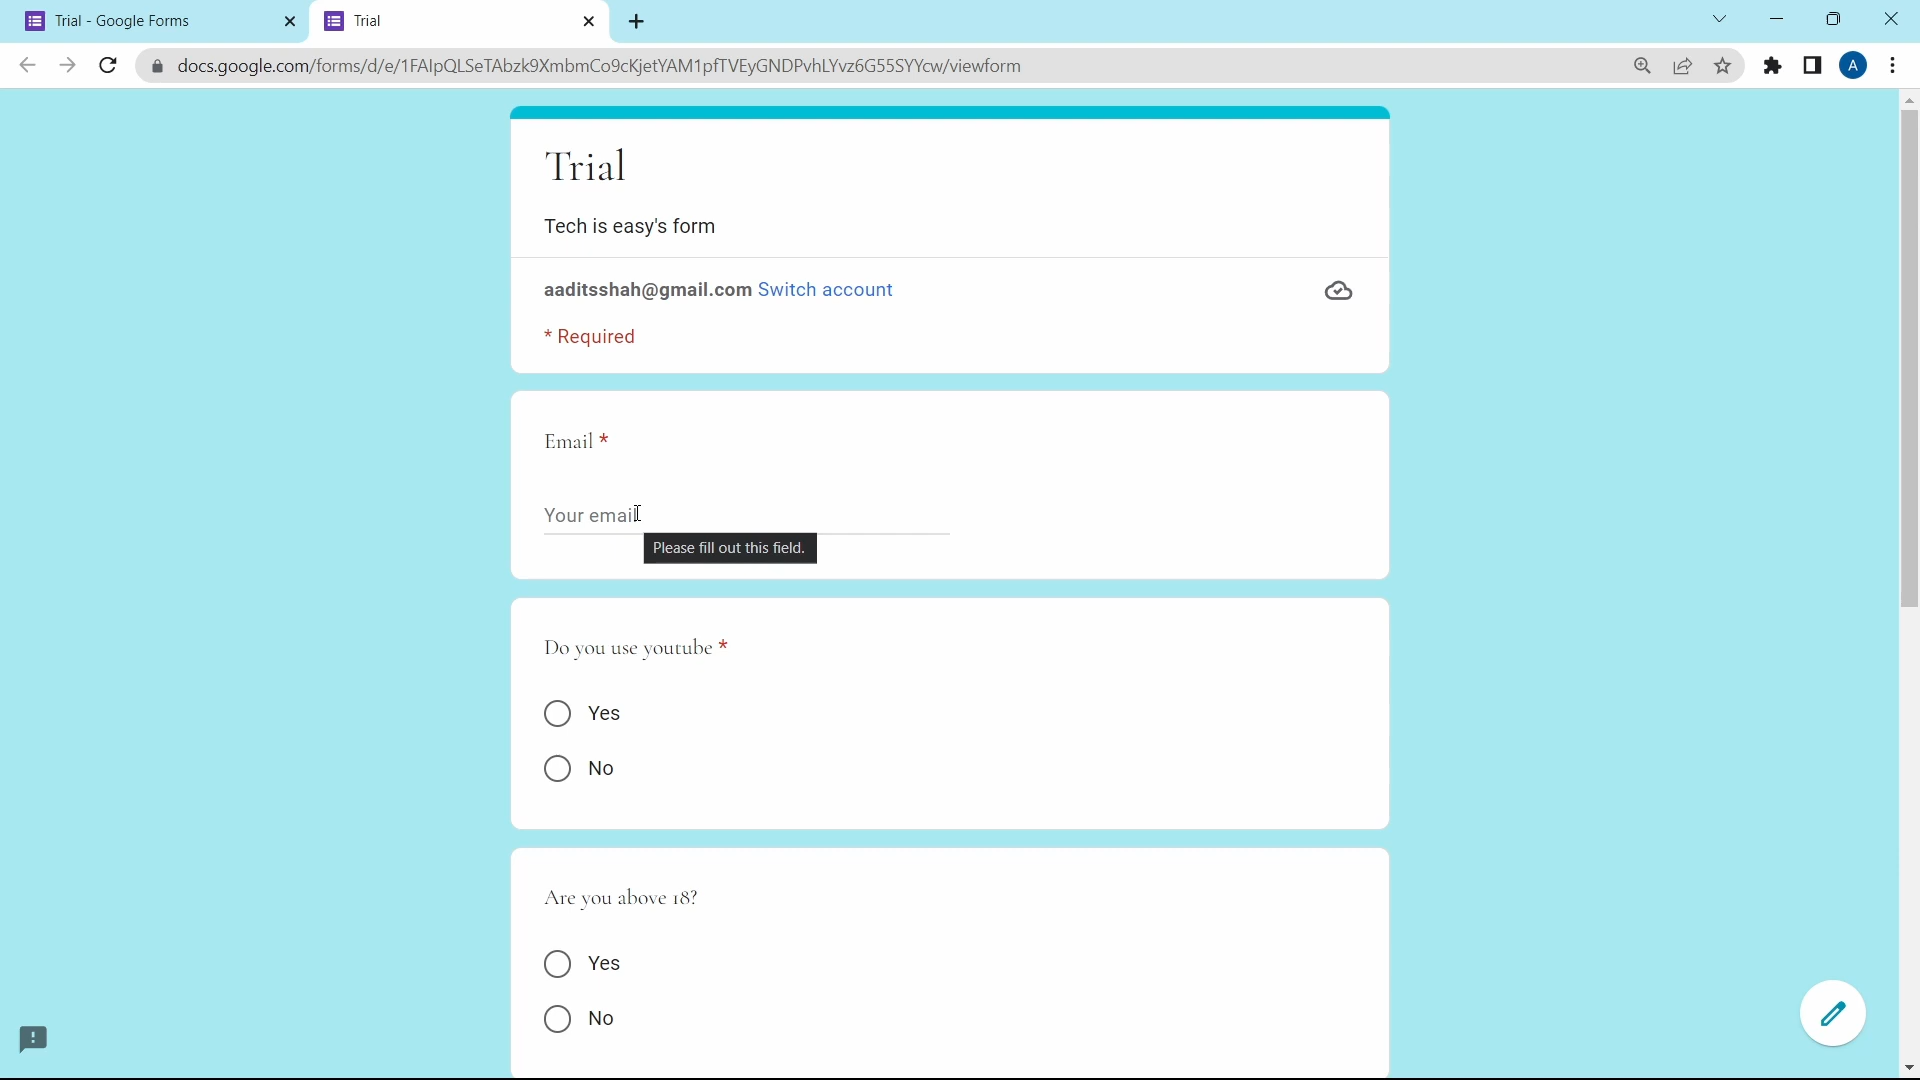 Trial - Google Forms
Trial
docs.google.com/forms/d/e/1FAIpQLSeTAbzk9XmbmCo9cKjetYAM1pfTVEyGNDPvhLYvz6G55SYYcw/viewform
A
Trial
Tech is easy's form
aaditsshah@gmail.com Switch account
* Required
Email *
Your email
Please fill out this field.
Do you use youtube *
Yes
No
Are you above 18?
Yes
No